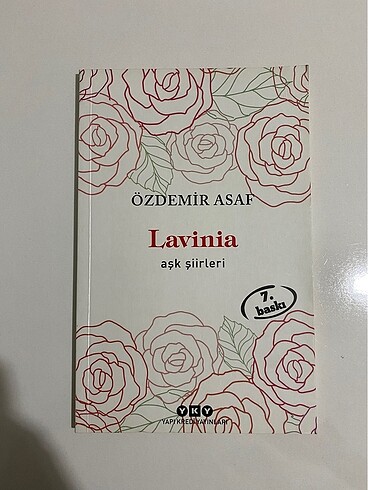 ÖZDEMİR ASAF
Lavinia
aşk şiirleri
7.
baskı
YKY
YAPI KREDİ YAYINLARI